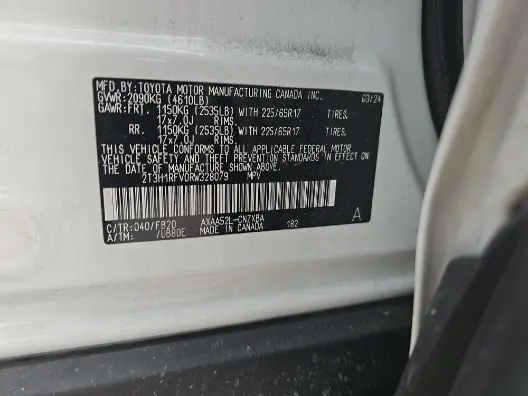 MFD. BY: TOYOTA MOTOR MANUFACTURING CANADA INC. 03/24
GVWR: 2090KG (4610LB)
GAWR: FRT. 1150KG (2535LB) WITH 225/65R17 TIRES,
17x7.0J RIMS.
RR. 1150KG (2535LB) WITH 225/65R17 TIRES,
17x7.0J RIMS.
THIS VEHICLE CONFORMS TO ALL APPLICABLE FEDERAL MOTOR
VEHICLE SAFETY AND THEFT PREVENTION STANDARDS IN EFFECT ON
THE DATE OF MANUFACTURE SHOWN ABOVE.
2T3H1RFV0RW328079 MPV
C/TR: 040/FB20 AXAA52L-CNZXBA 182 A
A/TM: /UB80E MADE IN CANADA